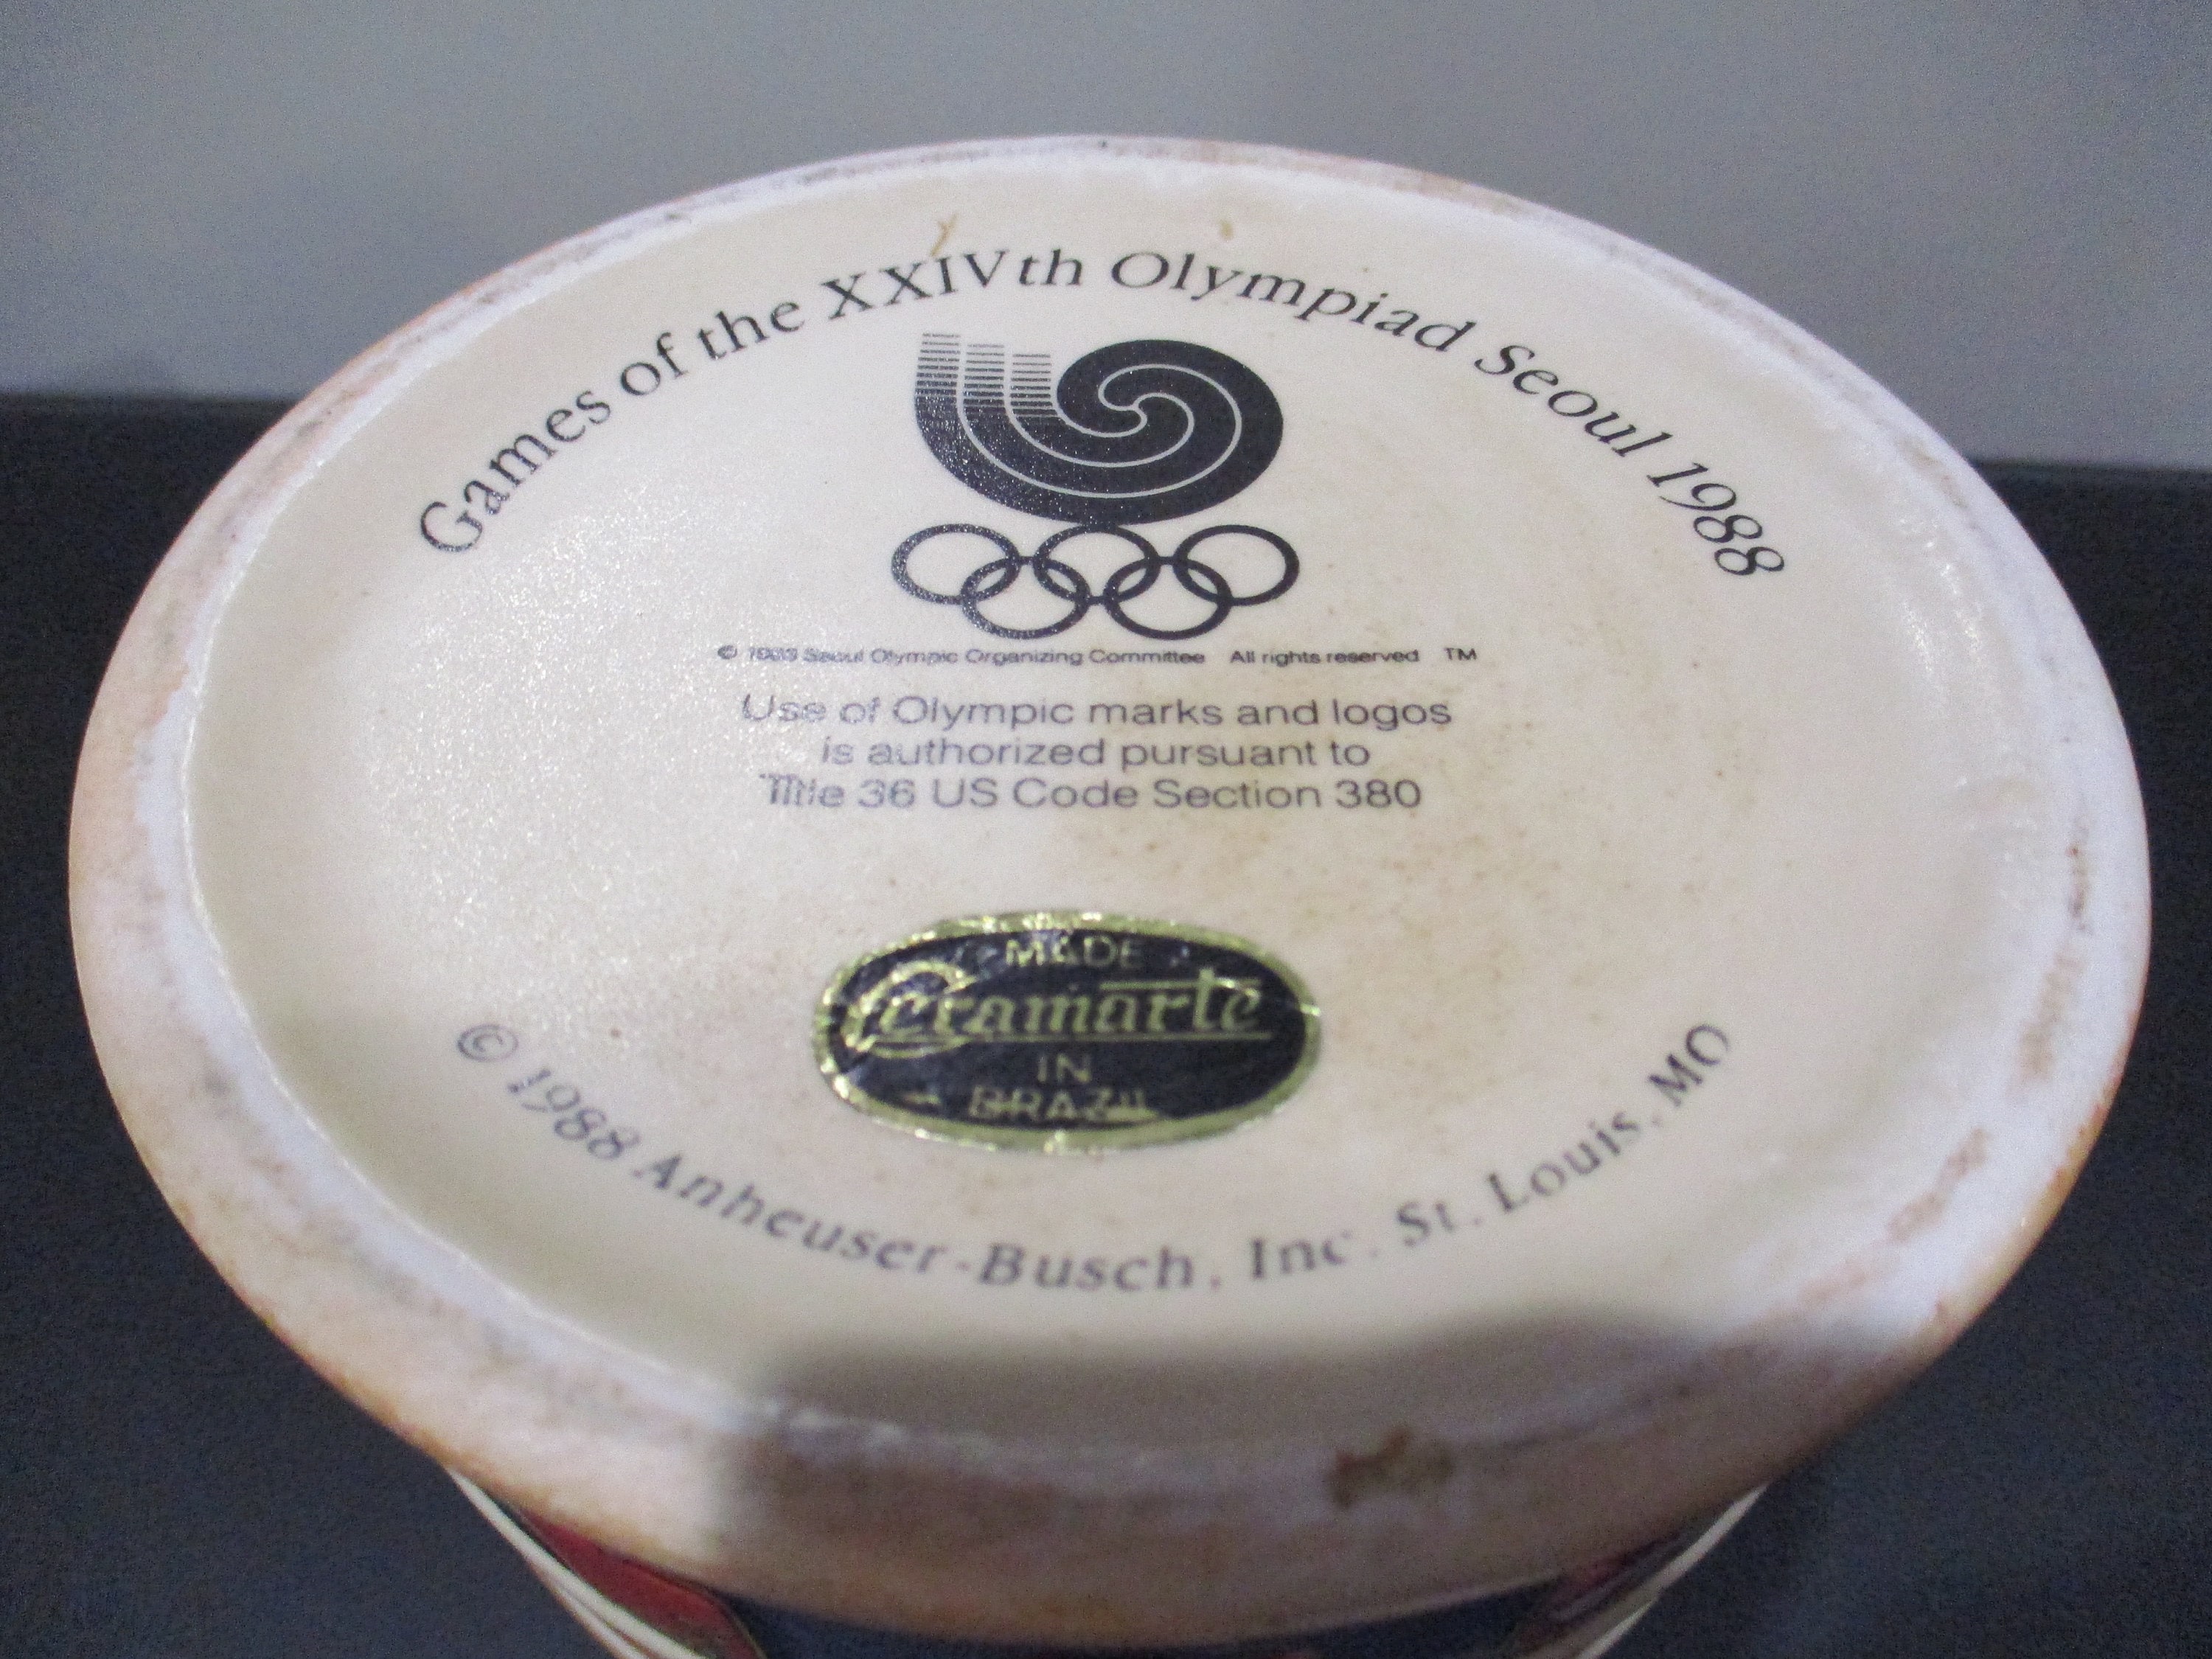 Games of the XXIVth Olympiad Seoul 1988
© 1983 Seoul Olympic Organizing Committee All rights reserved TM
Use of Olympic marks and logos
is authorized pursuant to
Title 36 US Code Section 380
MADE
Ceramarte
IN
BRAZIL
© 1988 Anheuser-Busch, Inc. St. Louis, MO